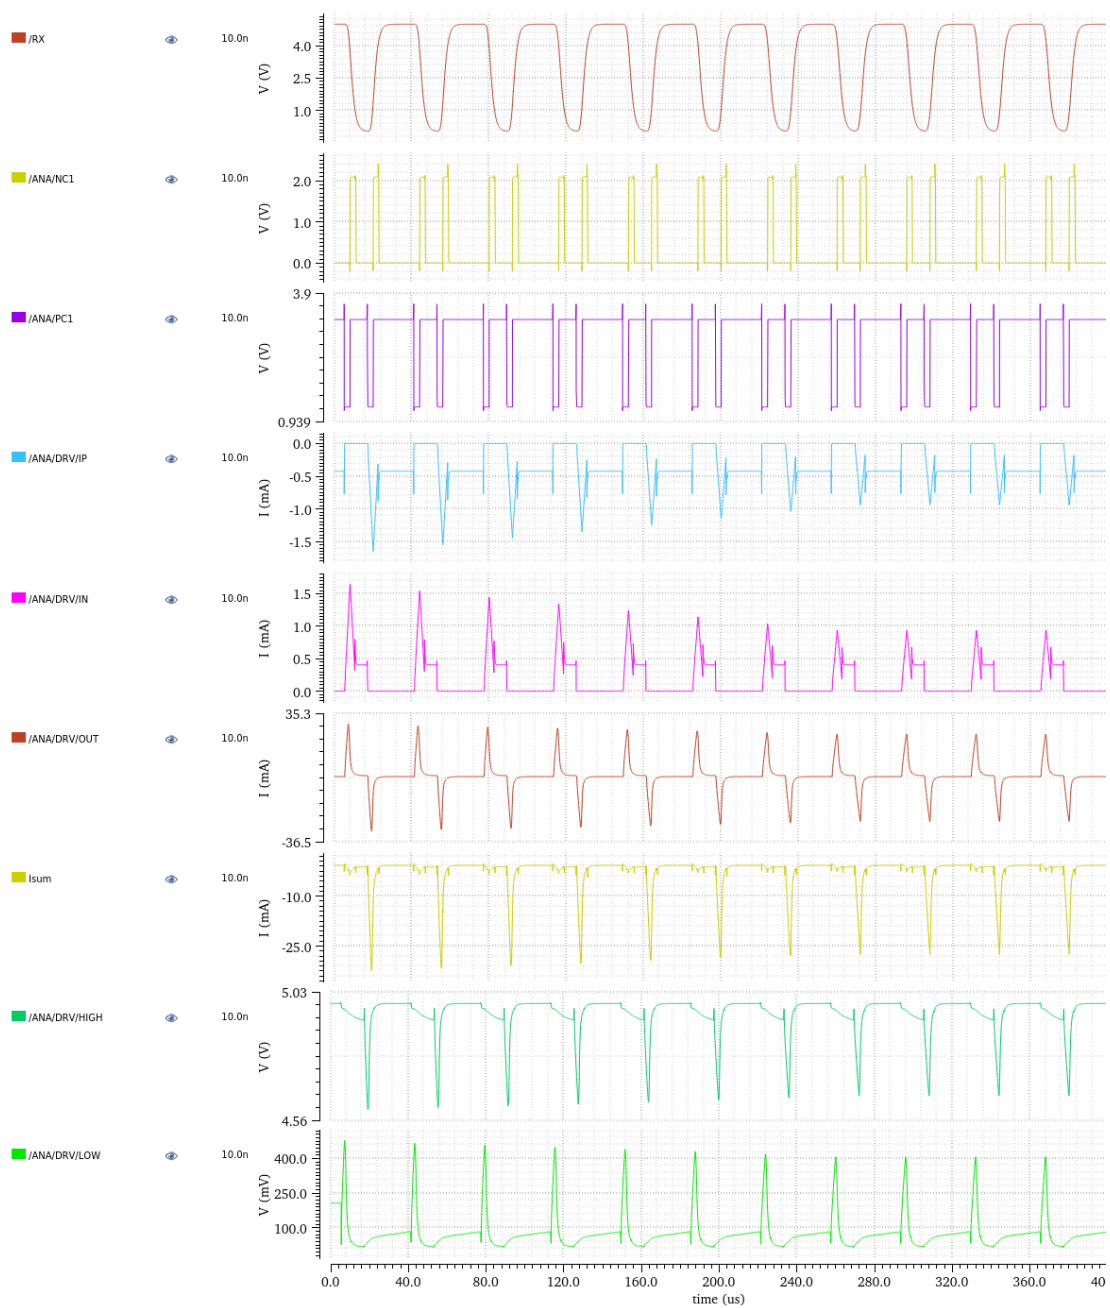 /RX 10.0n V (V) 4.0 2.5 1.0
/ANA/NC1 10.0n V (V) 2.0 1.0 0.0
/ANA/PC1 10.0n V (V) 3.9 0.939
/ANA/DRV/IP 10.0n I (mA) 0.0 -0.5 -1.0 -1.5
/ANA/DRV/IN 10.0n I (mA) 1.5 1.0 0.5 0.0
/ANA/DRV/OUT 10.0n I (mA) 35.3 -36.5
Isum 10.0n I (mA) -10.0 -25.0
/ANA/DRV/HIGH 10.0n V (V) 5.03 4.56
/ANA/DRV/LOW 10.0n V (mV) 400.0 250.0 100.0
0.0 40.0 80.0 120.0 160.0 200.0 240.0 280.0 320.0 360.0
time (us)